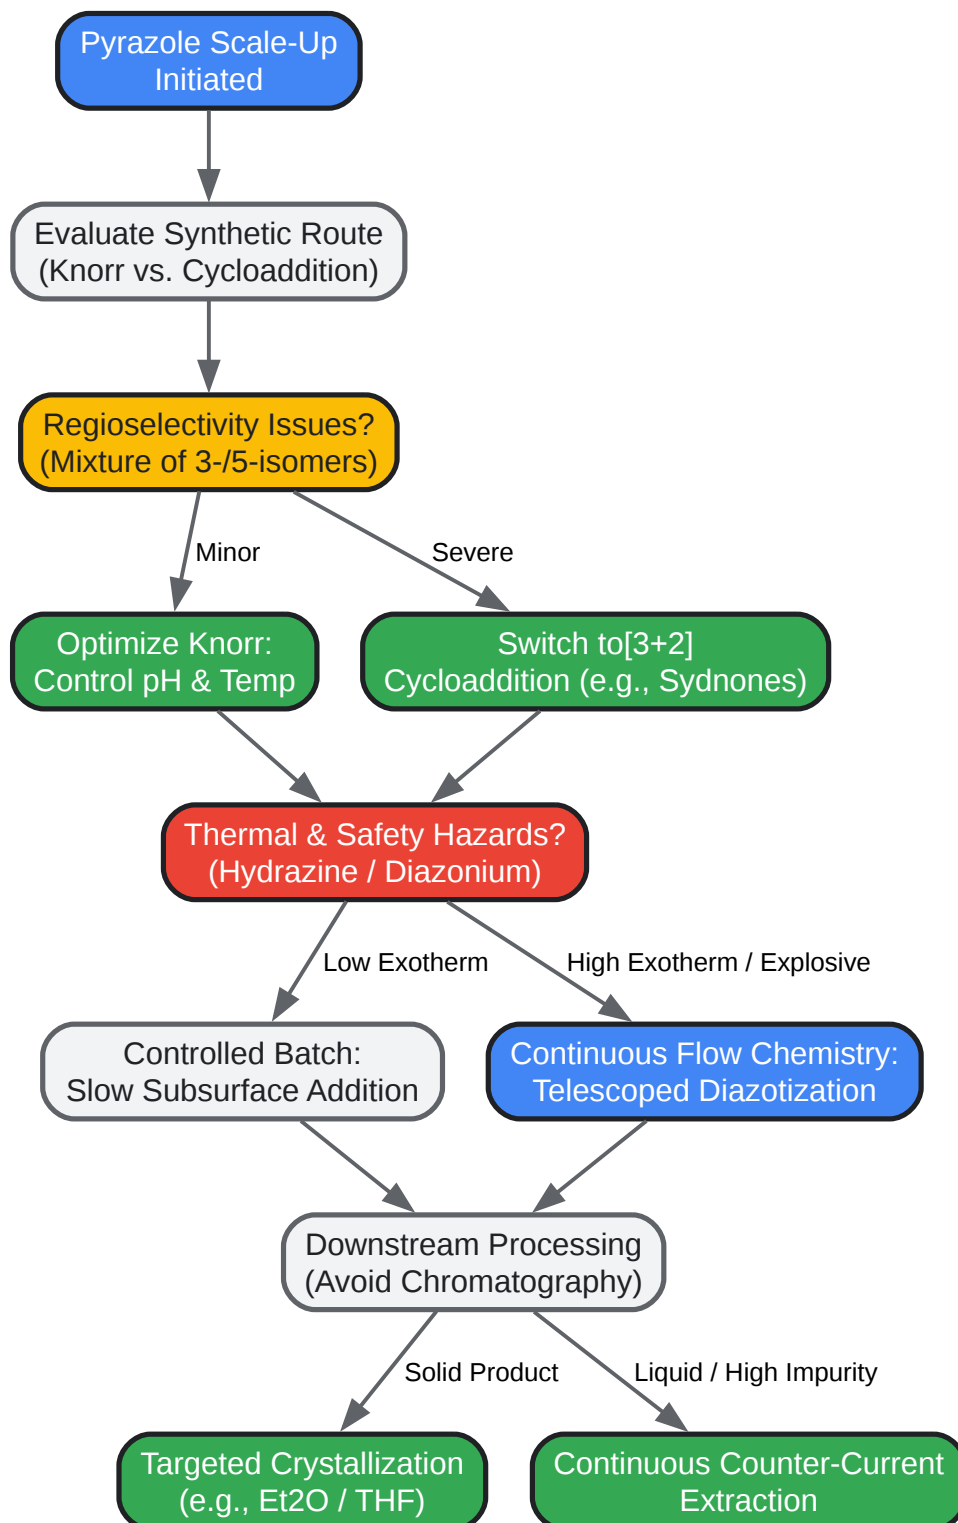 Pyrazole Scale-Up
Initiated
Evaluate Synthetic Route
(Knorr vs. Cycloaddition)
Regioselectivity Issues?
(Mixture of 3-/5-isomers)
Minor
Severe
Optimize Knorr:
Control pH & Temp
Switch to[3+2]
Cycloaddition (e.g., Sydnones)
Thermal & Safety Hazards?
(Hydrazine / Diazonium)
Low Exotherm
High Exotherm / Explosive
Controlled Batch:
Slow Subsurface Addition
Continuous Flow Chemistry:
Telescoped Diazotization
Downstream Processing
(Avoid Chromatography)
Solid Product
Liquid / High Impurity
Targeted Crystallization
(e.g., Et2O / THF)
Continuous Counter-Current
Extraction